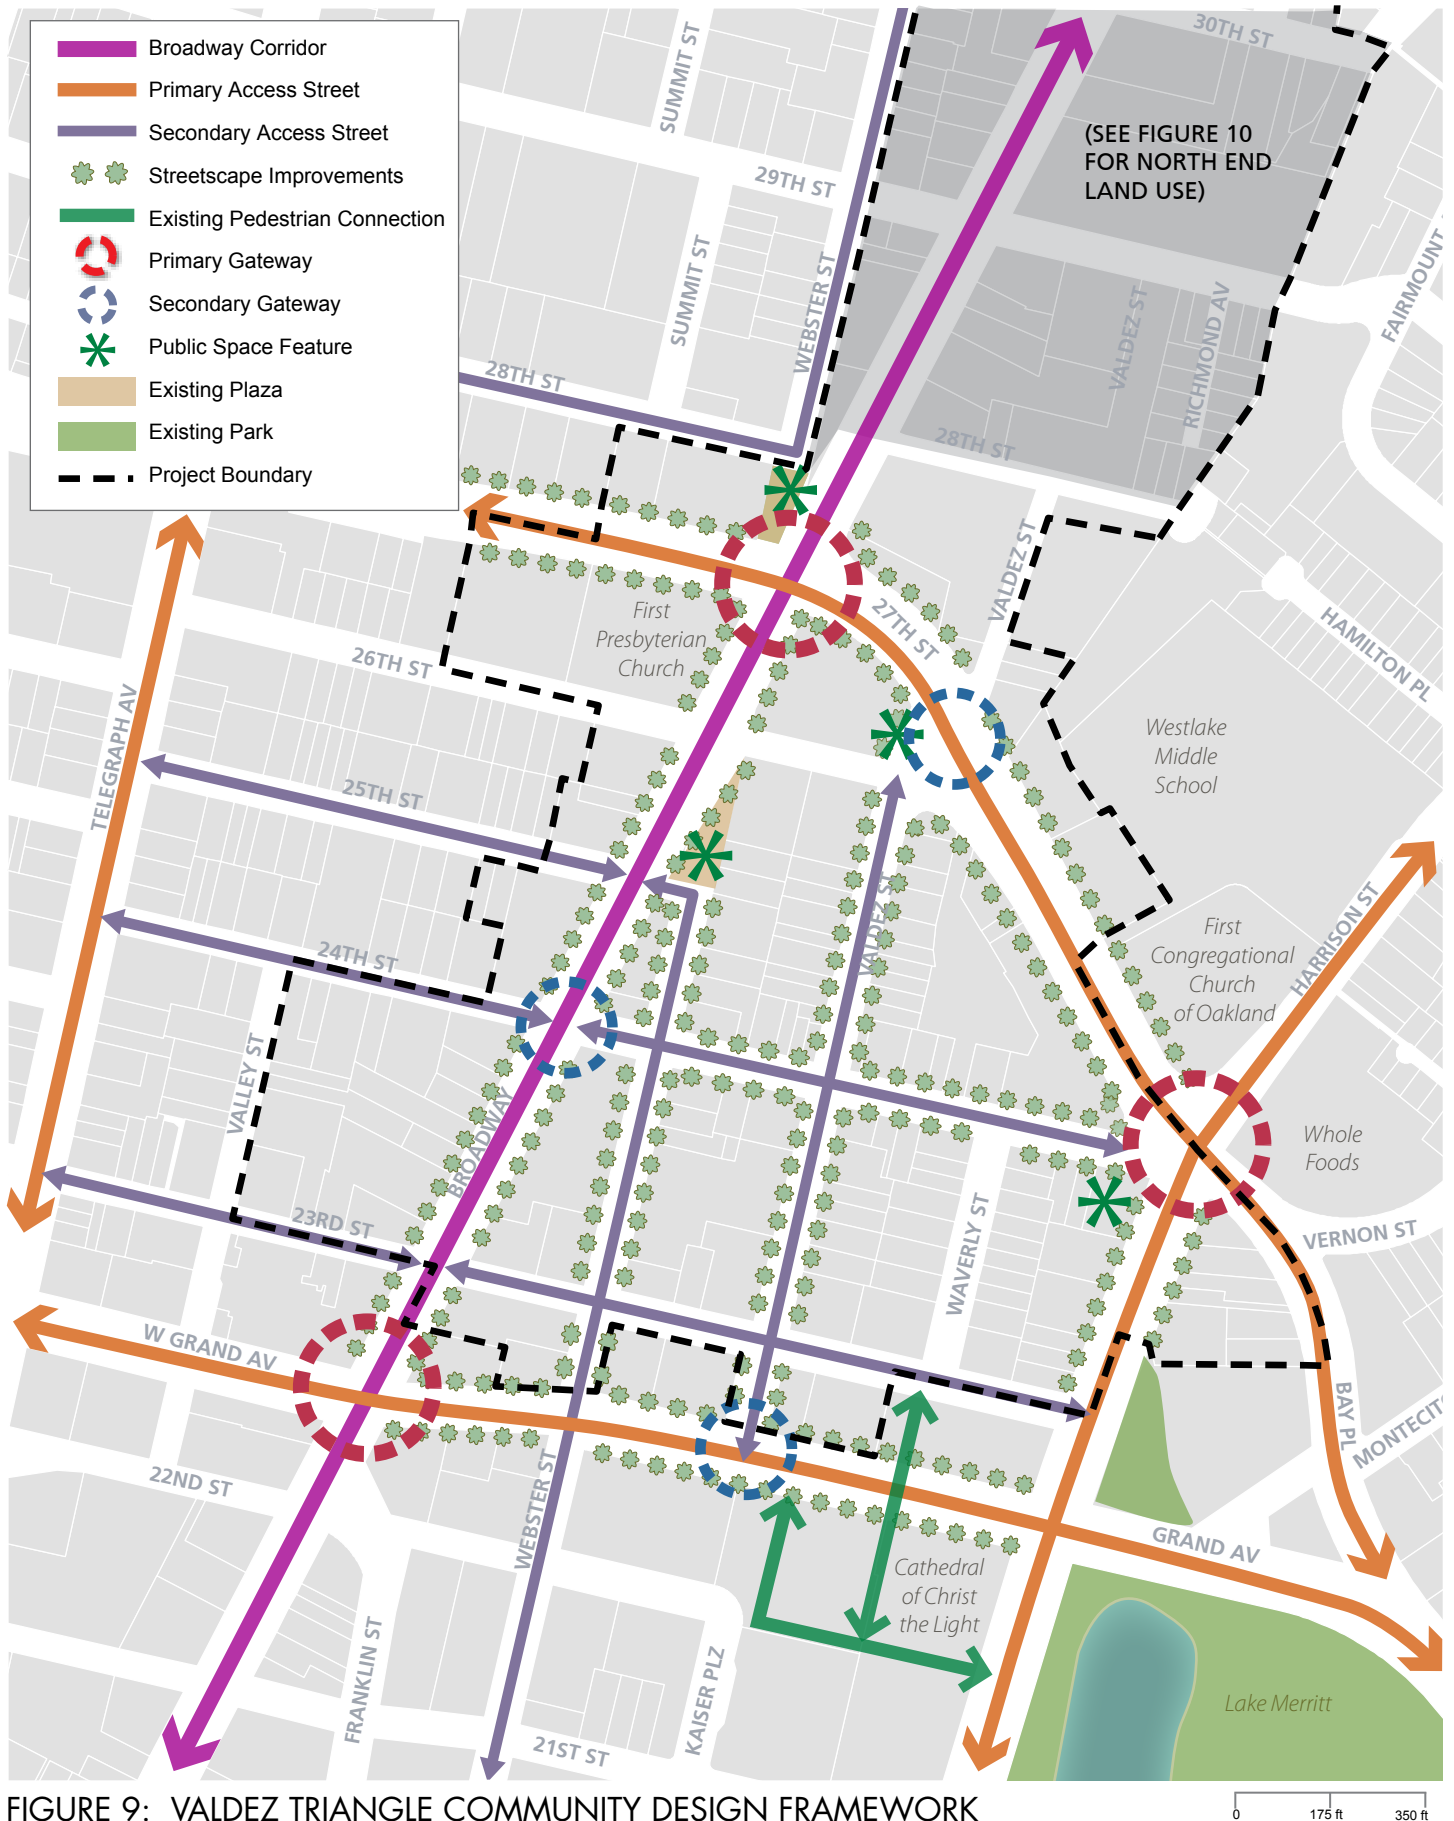 Broadway Corridor
Primary Access Street
Secondary Access Street
Streetscape Improvements
Existing Pedestrian Connection
Primary Gateway
Secondary Gateway
Public Space Feature
Existing Plaza
Existing Park
Project Boundary
SUMMIT ST
30TH ST
(SEE FIGURE 10
FOR NORTH END
LAND USE)
29TH ST
SUMMIT ST
WEBSTER ST
FAIRMOUNT
VALDEZ ST
RICHMOND AV
28TH ST
28TH ST
VALDEZ ST
27TH ST
HAMILTON PL
First
Presbyterian
Church
26TH ST
TELEGRAPH AV
Westlake
Middle
School
25TH ST
VALDEZ ST
HARRISON ST
First
Congregational
Church
of Oakland
24TH ST
VALLEY ST
BROADWAY
Whole
Foods
23RD ST
WAVERLY ST
VERNON ST
W GRAND AV
BAY PL
MONTECIT
22ND ST
WEBSTER ST
GRAND AV
Cathedral
of Christ
the Light
FRANKLIN ST
KAISER PLZ
Lake Merritt
21ST ST
FIGURE 9: VALDEZ TRIANGLE COMMUNITY DESIGN FRAMEWORK
0 175 ft 350 ft